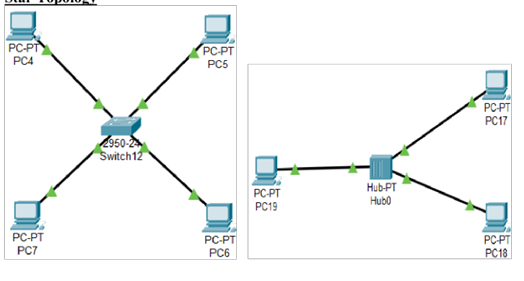 Star Topology
PC-PT
PC4
PC-PT
PC5
2950-24
Switch12
PC-PT
PC7
PC-PT
PC6
PC-PT
PC17
Hub-PT
Hub0
PC-PT
PC19
PC-PT
PC18